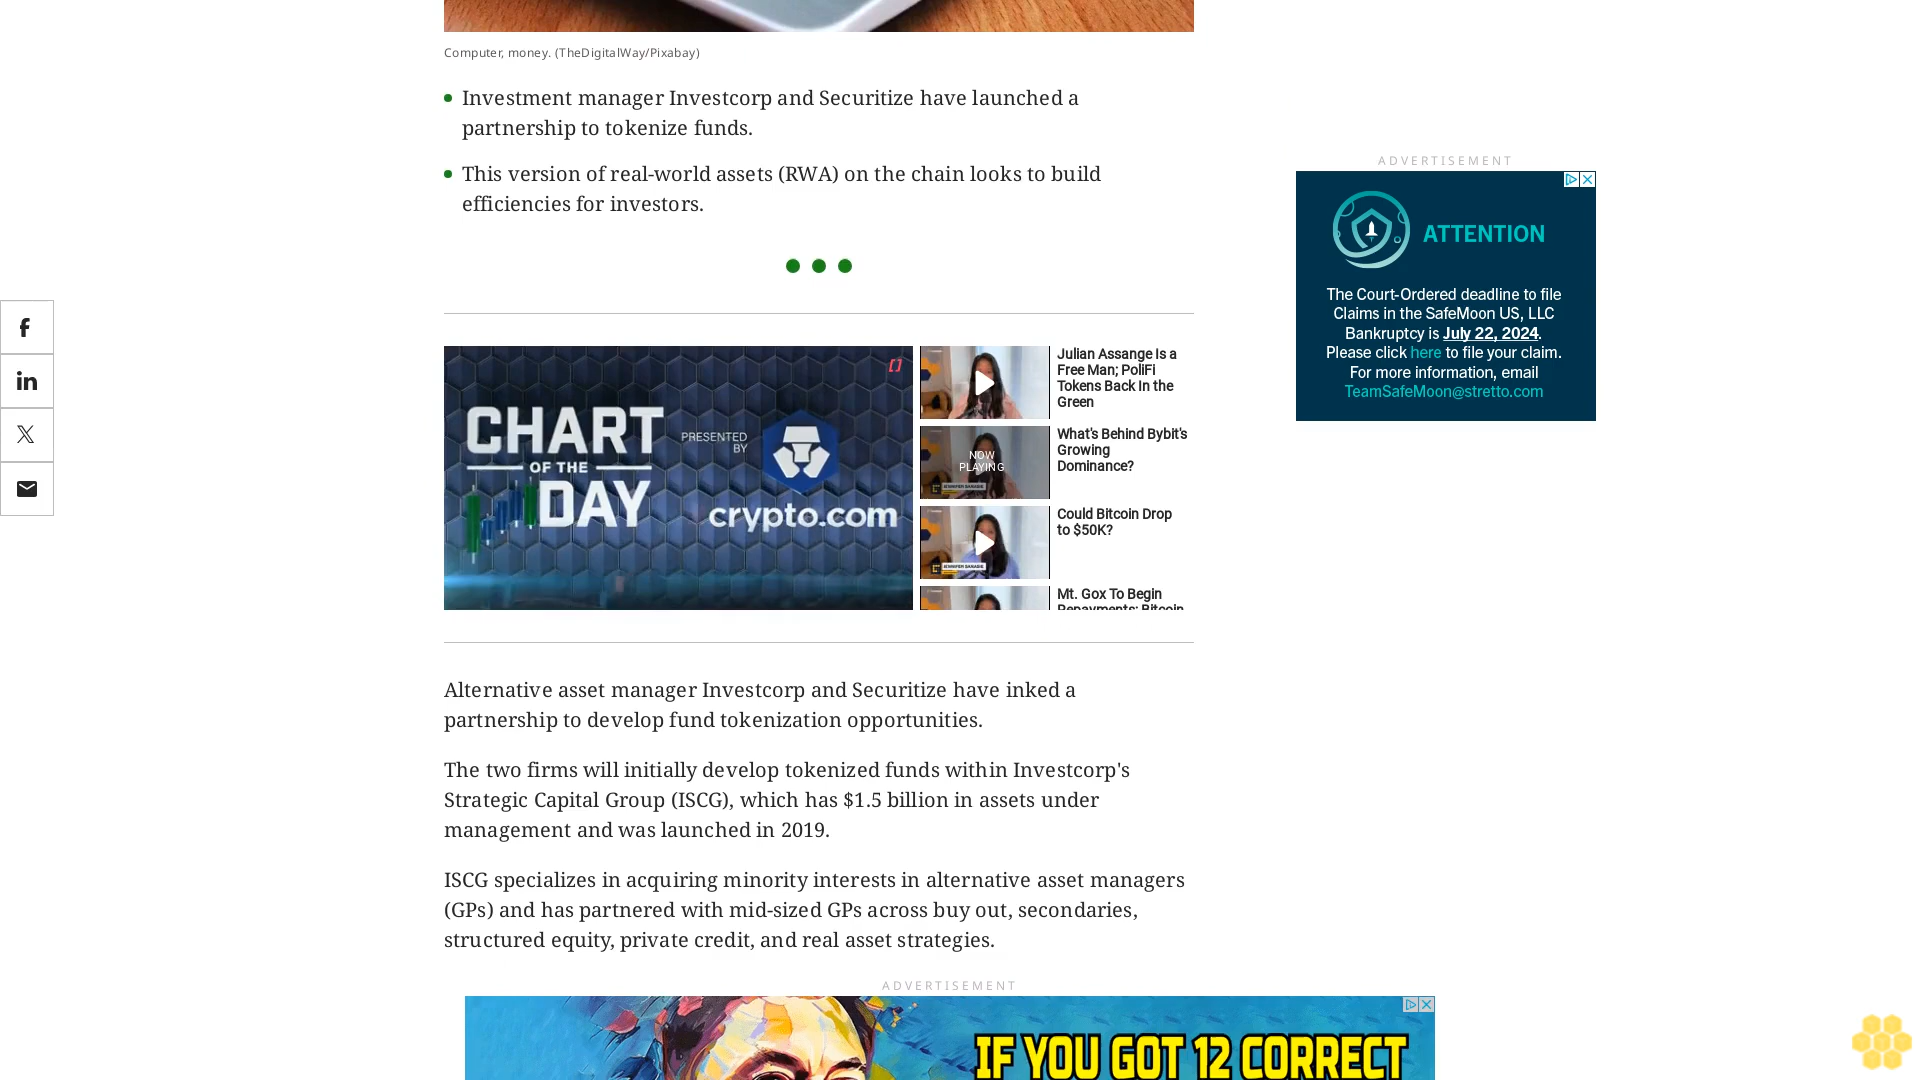 Computer, money. (TheDigitalWay/Pixabay)
Investment manager Investcorp and Securitize have launched a
partnership to tokenize funds.
This version of real-world assets (RWA) on the chain looks to build
efficiencies for investors.
CHART
OF THE
DAY
PRESENTED
BY
crypto.com
Julian Assange Is a
Free Man; PoliFi
Tokens Back In the
Green
NOW
PLAYING
What's Behind Bybit's
Growing
Dominance?
Could Bitcoin Drop
to $50K?
Mt. Gox To Begin
Repayments; Bitcoin
ADVERTISEMENT
ATTENTION
The Court-Ordered deadline to file
Claims in the SafeMoon US, LLC
Bankruptcy is July 22, 2024.
Please click here to file your claim.
For more information, email
TeamSafeMoon@stretto.com
Alternative asset manager Investcorp and Securitize have inked a
partnership to develop fund tokenization opportunities.
The two firms will initially develop tokenized funds within Investcorp's
Strategic Capital Group (ISCG), which has $1.5 billion in assets under
management and was launched in 2019.
ISCG specializes in acquiring minority interests in alternative asset managers
(GPs) and has partnered with mid-sized GPs across buy out, secondaries,
structured equity, private credit, and real asset strategies.
ADVERTISEMENT
IF YOU GOT 12 CORRECT